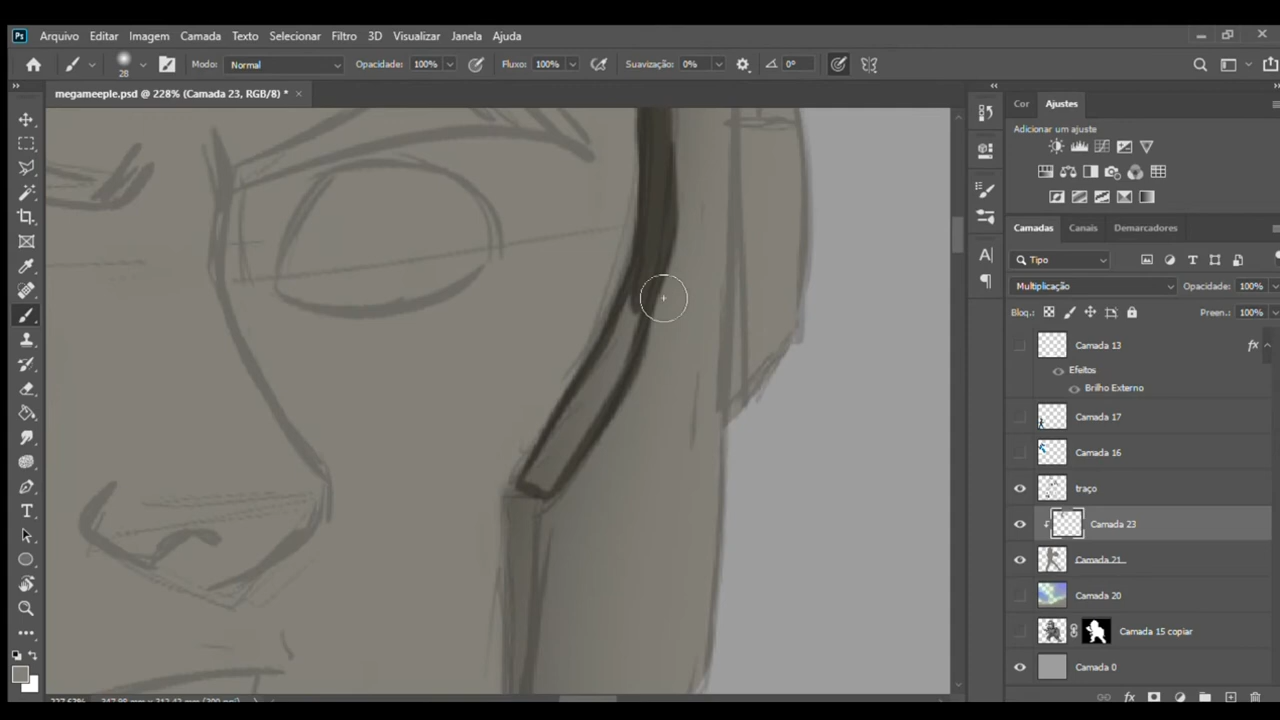 Ps Arquivo Editar Imagem Camada Texto Selecionar Filtro 3D Visualizar Janela Ajuda
28 Modo: Normal Opacidade: 100% Fluxo: 100% Suavização: 0% 0°
megameeple.psd @ 228% (Camada 23, RGB/8) * ×
Cor Ajustes
Adicionar um ajuste
Camadas Canais Demarcadores
Tipo
Multiplicação Opacidade: 100%
Bloq.: Preen.: 100%
Camada 13 fx
Efeitos
Brilho Externo
Camada 17
Camada 16
traço
Camada 23
Camada 21
Camada 20
Camada 15 copiar
Camada 0
fx